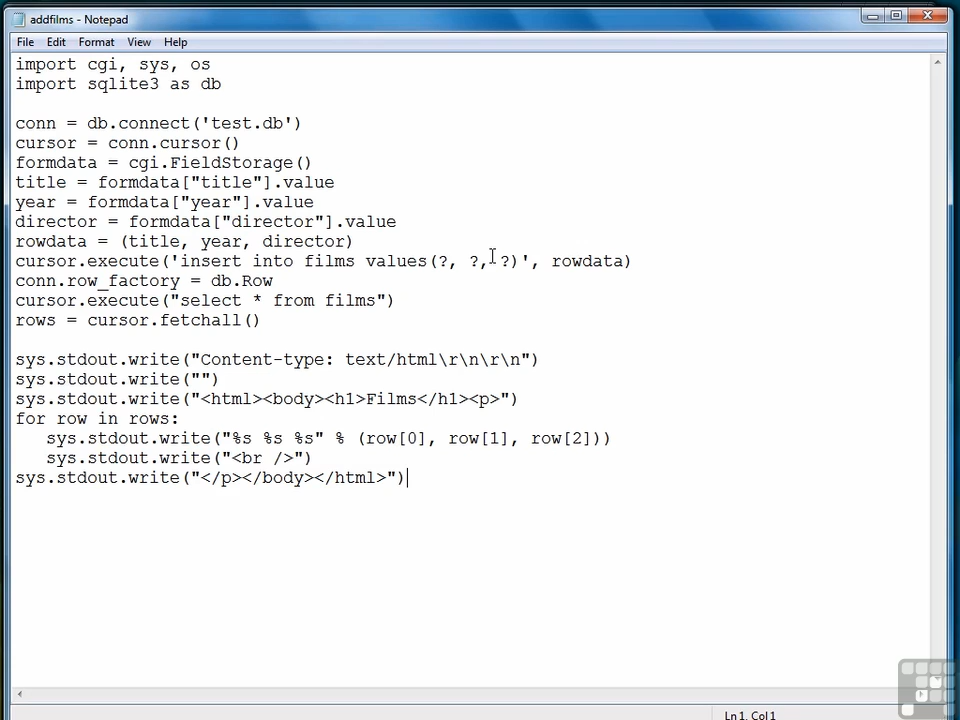 addfilms - Notepad
File Edit Format View Help
import cgi, sys, os
import sqlite3 as db
conn = db.connect('test.db')
cursor = conn.cursor()
formdata = cgi.FieldStorage()
title = formdata["title"].value
year = formdata["year"].value
director = formdata["director"].value
rowdata = (title, year, director)
cursor.execute('insert into films values(?, ?, ?)', rowdata)
conn.row_factory = db.Row
cursor.execute("select * from films")
rows = cursor.fetchall()
sys.stdout.write("Content-type: text/html\r\n\r\n")
sys.stdout.write("")
sys.stdout.write("<html><body><h1>Films</h1><p>")
for row in rows:
   sys.stdout.write("%s %s %s" % (row[0], row[1], row[2]))
   sys.stdout.write("<br />")
sys.stdout.write("</p></body></html>")
Ln 1, Col 1